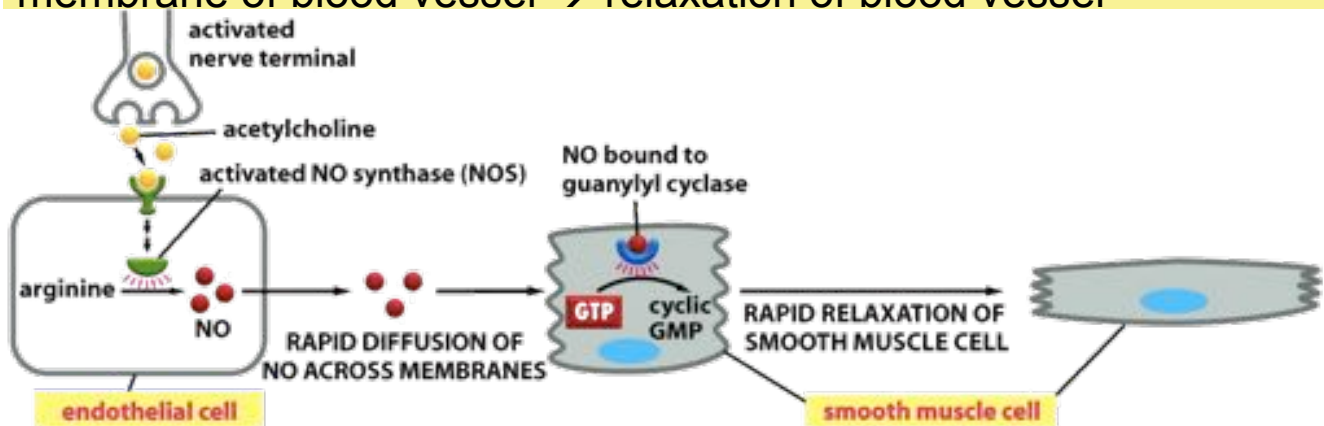 membrane of blood vessel → relaxation of blood vessel
activated
nerve terminal
acetylcholine
activated NO synthase (NOS)
NO bound to
guanylyl cyclase
arginine
NO
RAPID DIFFUSION OF
NO ACROSS MEMBRANES
GTP
cyclic
GMP
RAPID RELAXATION OF
SMOOTH MUSCLE CELL
endothelial cell
smooth muscle cell